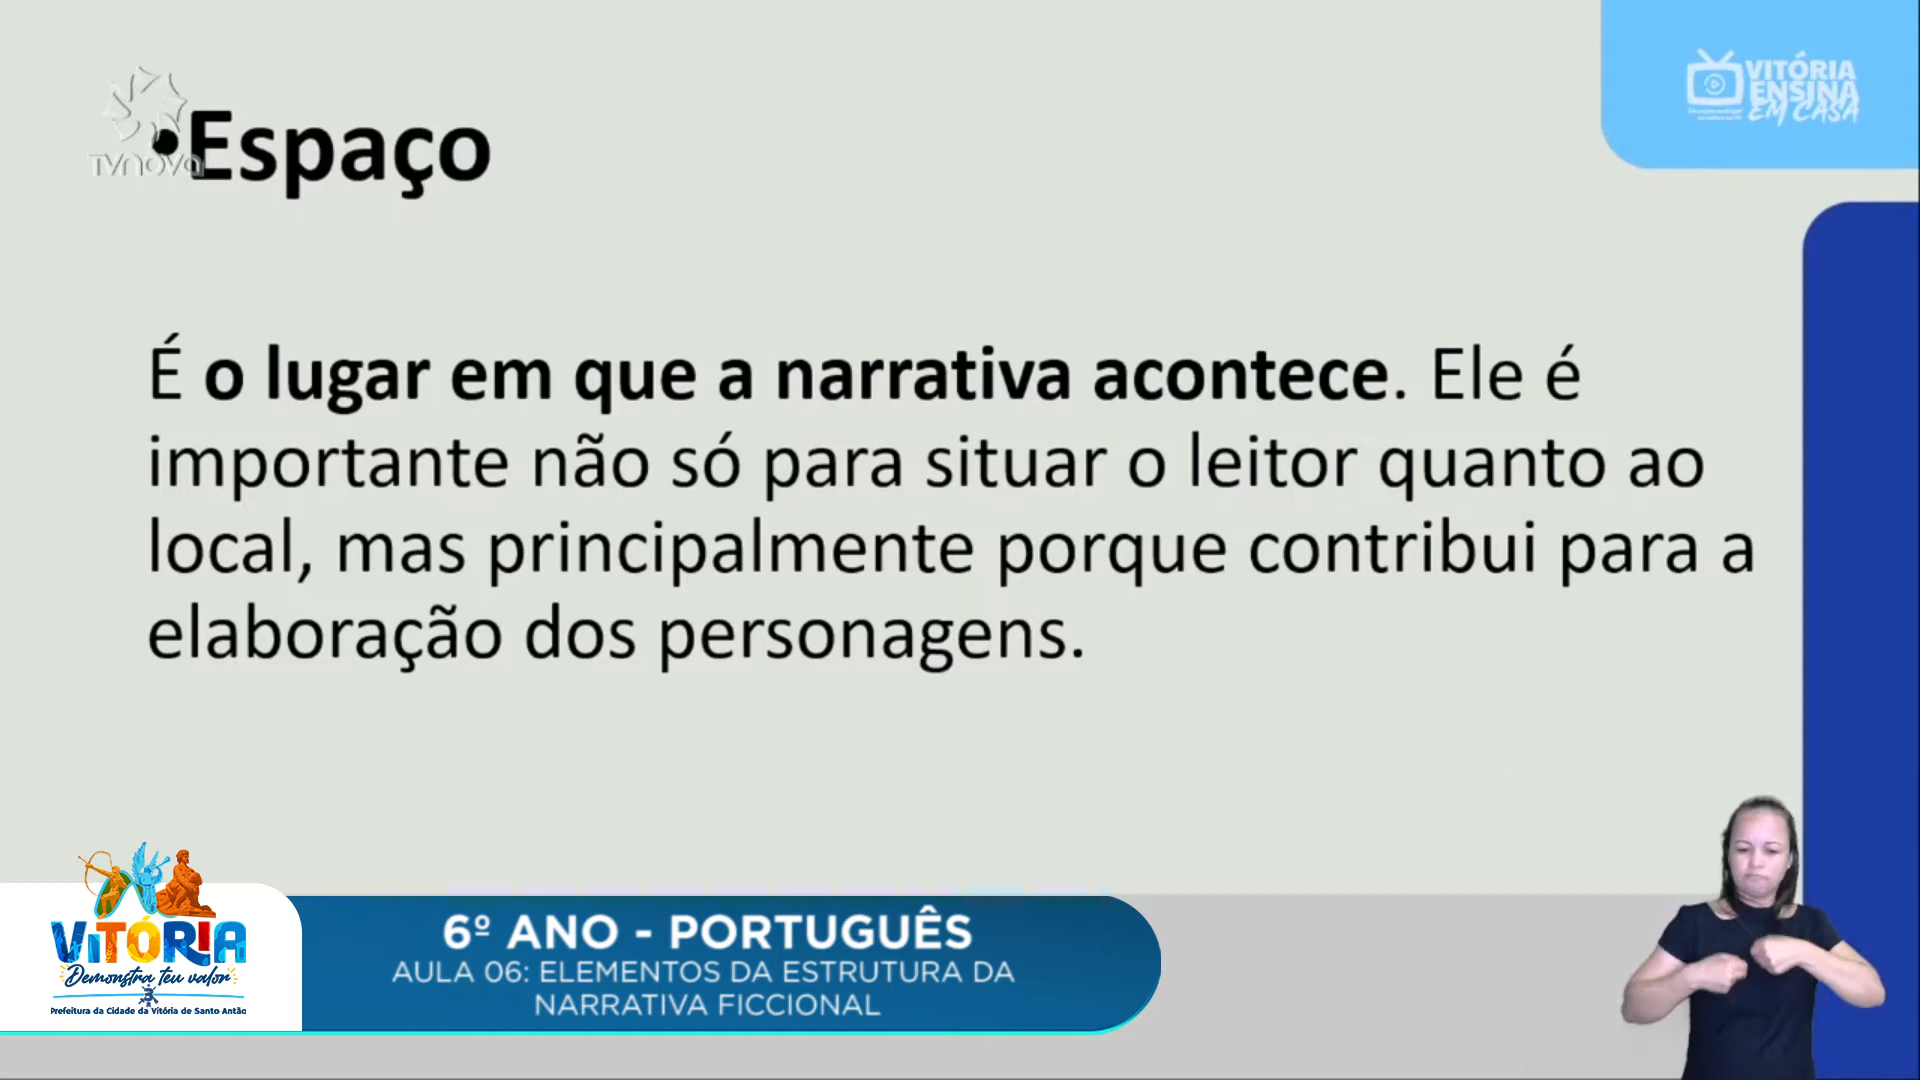 TVnova
•Espaço
VITÓRIA
ENSINA
EM CASA
É o lugar em que a narrativa acontece. Ele é
importante não só para situar o leitor quanto ao
local, mas principalmente porque contribui para a
elaboração dos personagens.
VITÓRIA
Demonstra teu valor
Prefeitura da Cidade da Vitória de Santo Antão
6º ANO - PORTUGUÊS
AULA 06: ELEMENTOS DA ESTRUTURA DA
NARRATIVA FICCIONAL